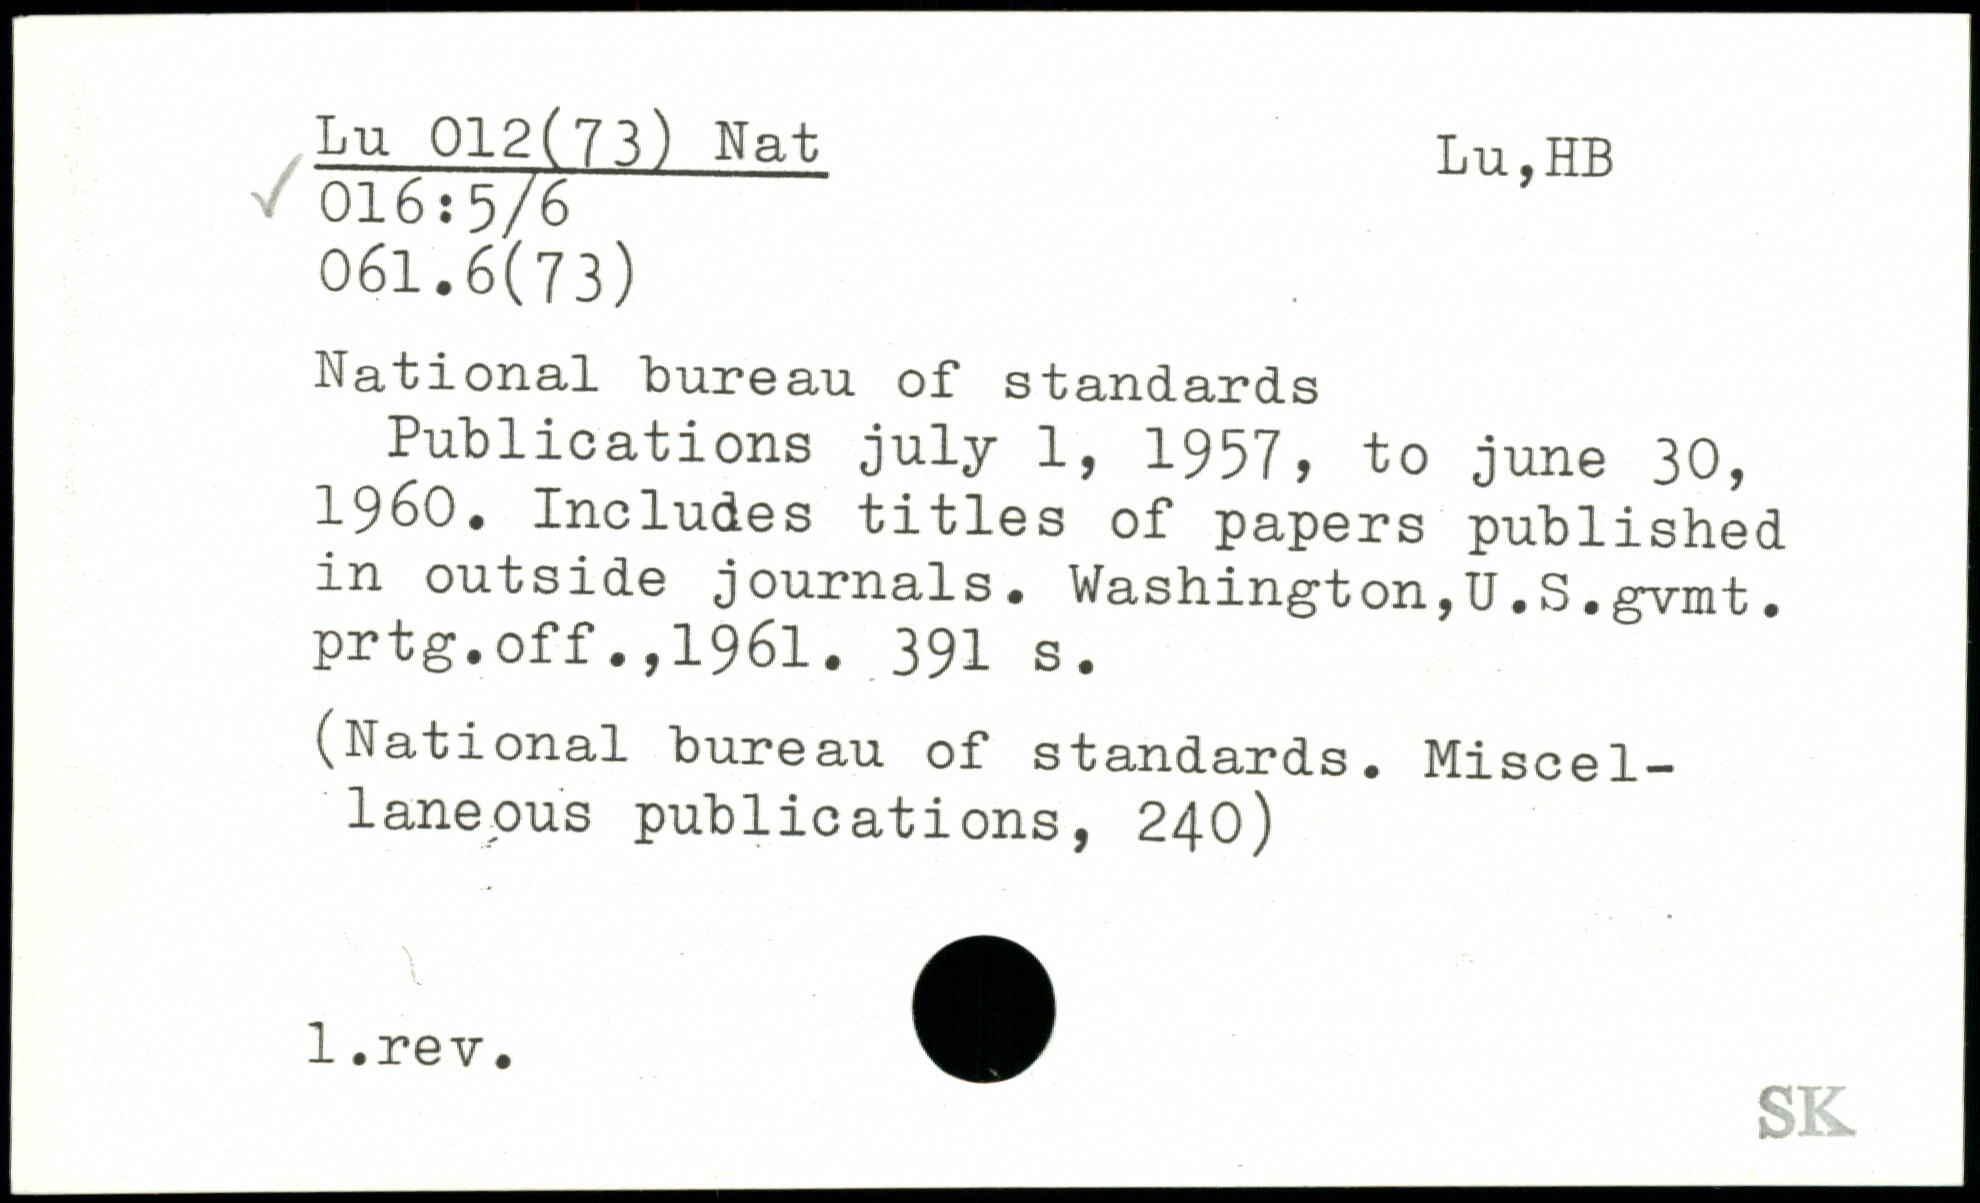 Lu 012(73) Nat
Lu,HB
✓ 016:5/6
061.6(73)
National bureau of standards
Publications july 1, 1957, to june 30,
1960. Includes titles of papers published
in outside journals. Washington,U.S.gvmt.
prtg.off.,1961. 391 s.
(National bureau of standards. Miscel-
laneous publications, 240)
1.rev.
SK